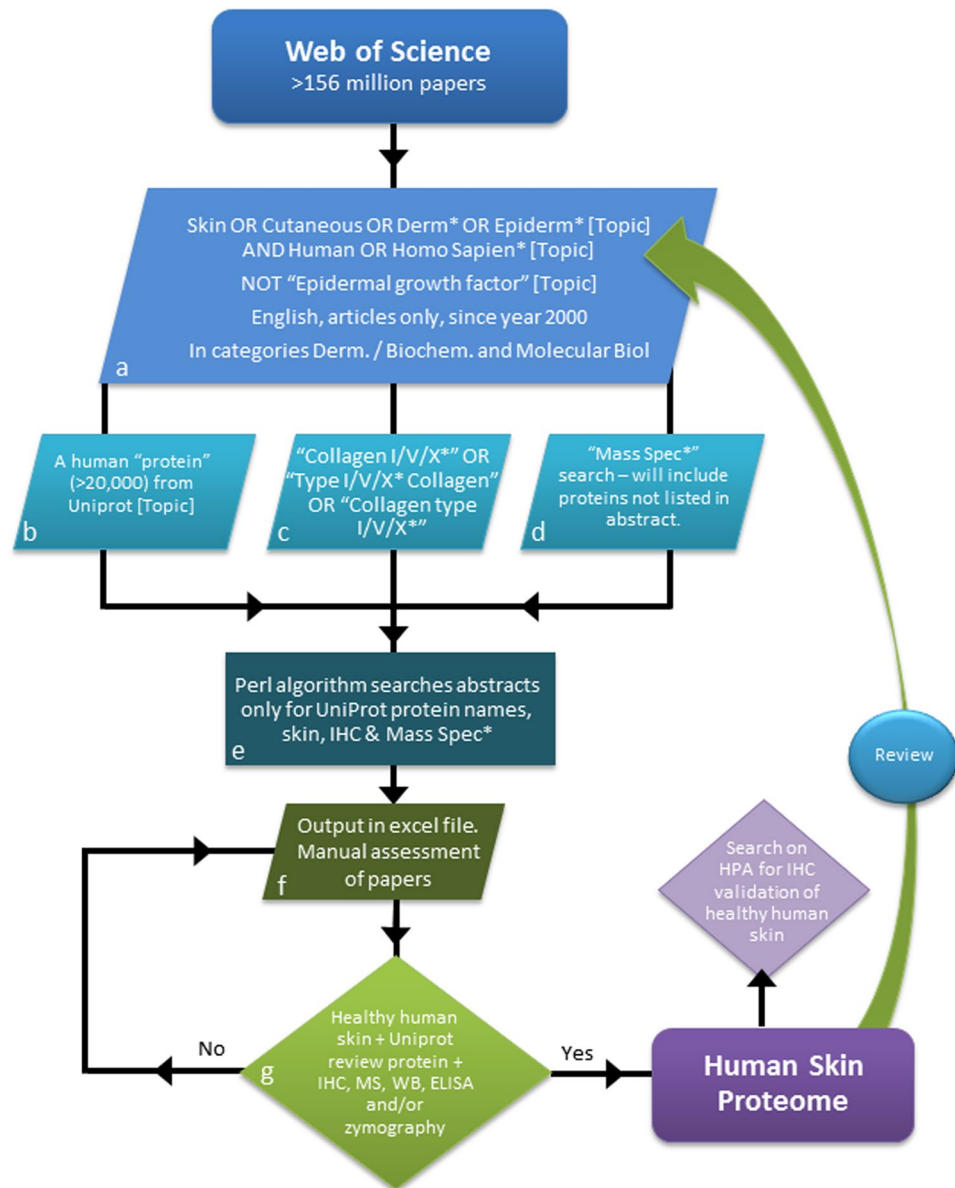 Web of Science
>156 million papers
Skin OR Cutaneous OR Derm* OR Epiderm* [Topic]
AND Human OR Homo Sapien* [Topic]
NOT “Epidermal growth factor” [Topic]
English, articles only, since year 2000
In categories Derm. / Biochem. and Molecular Biol
a
A human “protein”
(>20,000) from
Uniprot [Topic]
b
“Collagen I/V/X*” OR
“Type I/V/X* Collagen”
OR “Collagen type
I/V/X*”
c
“Mass Spec*”
search – will include
proteins not listed in
abstract.
d
Perl algorithm searches abstracts
only for UniProt protein names,
skin, IHC & Mass Spec*
e
Output in excel file.
Manual assessment
of papers
f
Healthy human
skin + Uniprot
review protein +
IHC, MS, WB, ELISA
and/or
zymography
g
No
Yes
Human Skin
Proteome
Search on
HPA for IHC
validation of
healthy human
skin
Review